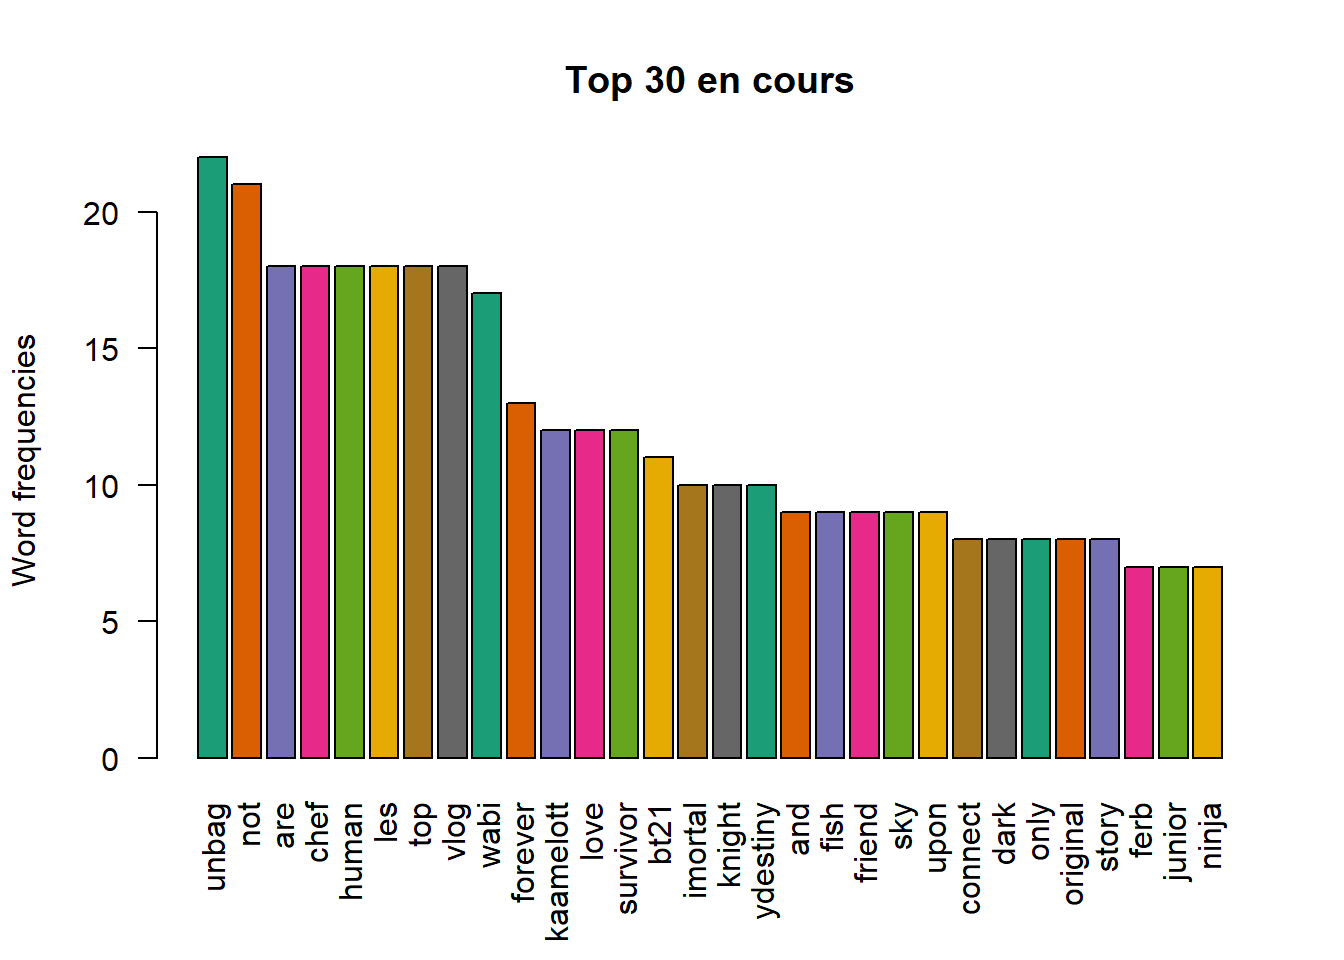 Top 30 en cours
Word frequencies
20
15
10
5
0
unbag
not
are
chef
human
les
top
vlog
wabi
forever
kaamelott
love
survivor
bt21
imortal
knight
ydestiny
and
fish
friend
sky
upon
connect
dark
only
original
story
ferb
junior
ninja